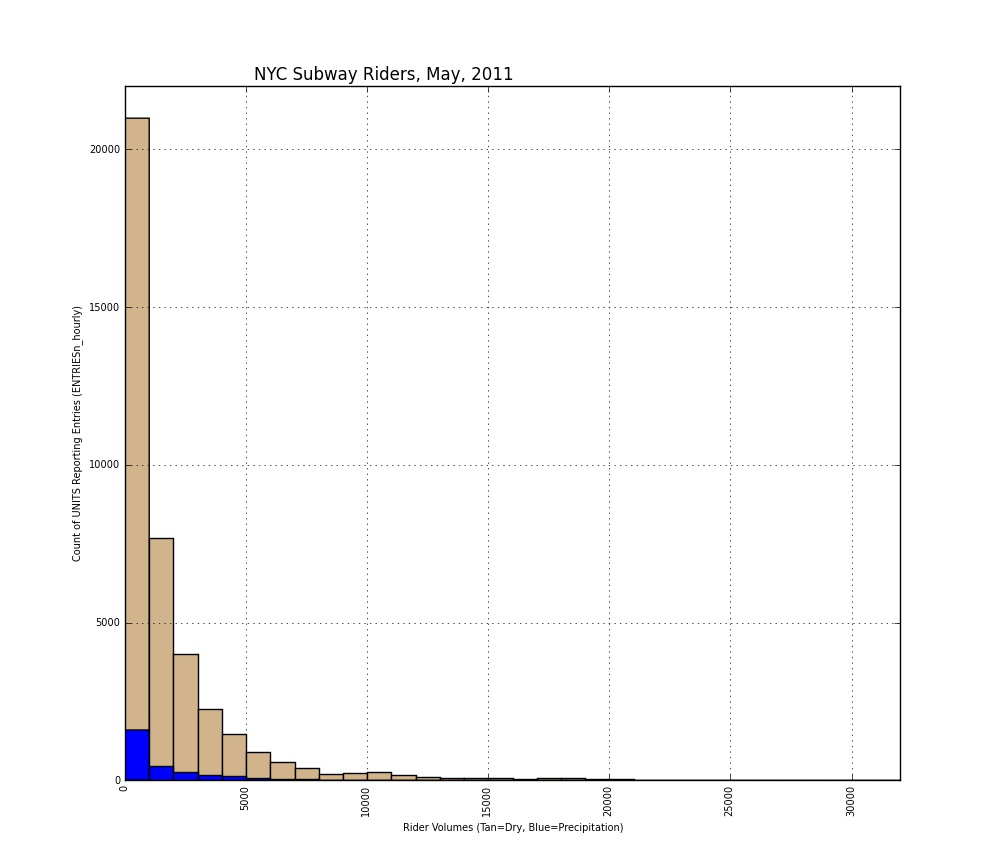 NYC Subway Riders, May, 2011
Count of UNITS Reporting Entries (ENTRIESn_hourly)
20000
15000
10000
5000
0
0 5000 10000 15000 20000 25000 30000
Rider Volumes (Tan=Dry, Blue=Precipitation)